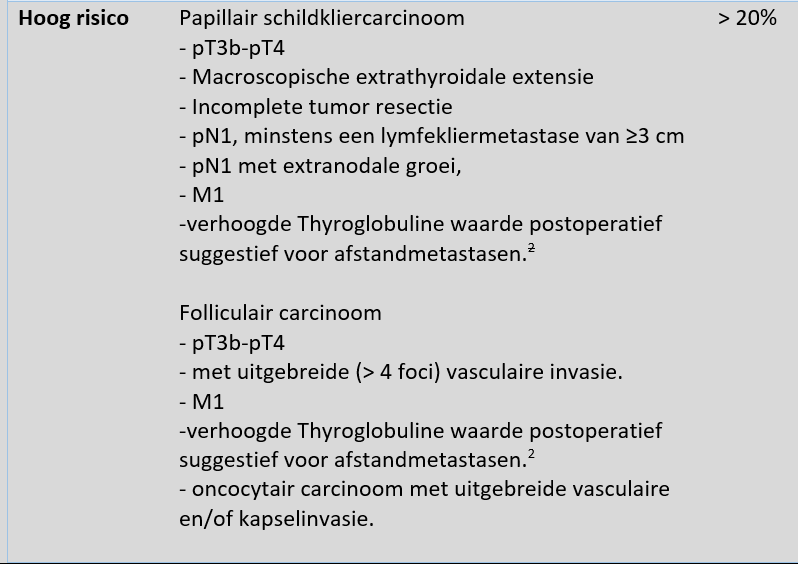 Hoog risico Papillair schildkliercarcinoom > 20%
- pT3b-pT4
- Macroscopische extrathyroidale extensie
- Incomplete tumor resectie
- pN1, minstens een lymfekliermetastase van ≥3 cm
- pN1 met extranodale groei,
- M1
-verhoogde Thyroglobuline waarde postoperatief
suggestief voor afstandmetastasen.²
Folliculair carcinoom
- pT3b-pT4
- met uitgebreide (> 4 foci) vasculaire invasie.
- M1
-verhoogde Thyroglobuline waarde postoperatief
suggestief voor afstandmetastasen.²
- oncocytair carcinoom met uitgebreide vasculaire
en/of kapselinvasie.